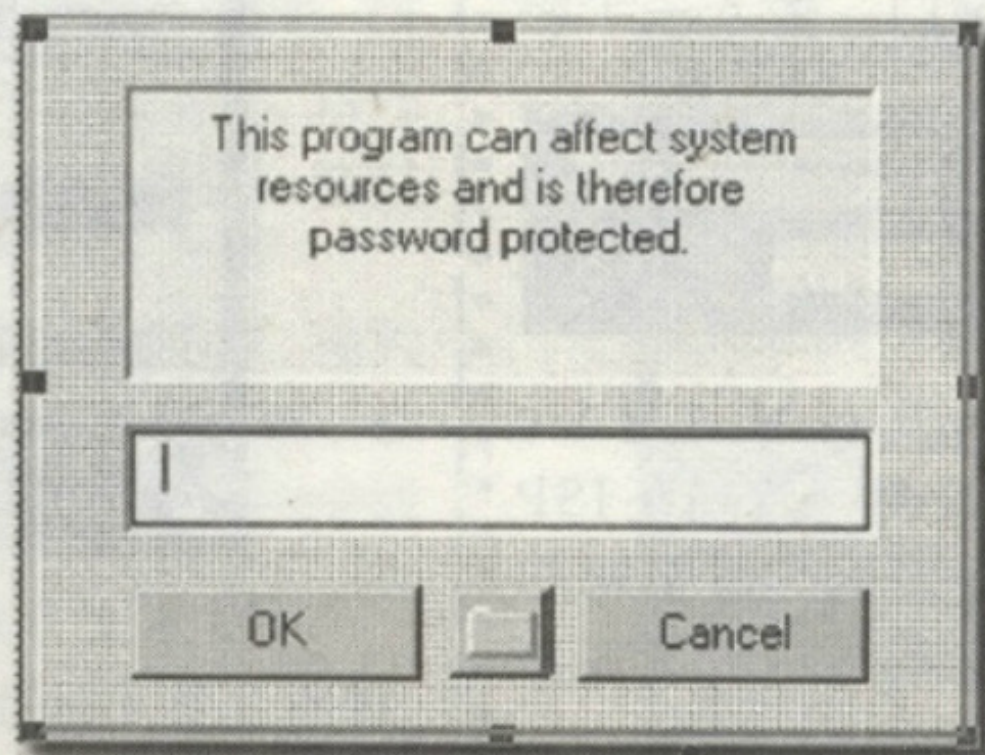 This program can affect system
resources and is therefore
password protected.
OK
Cancel